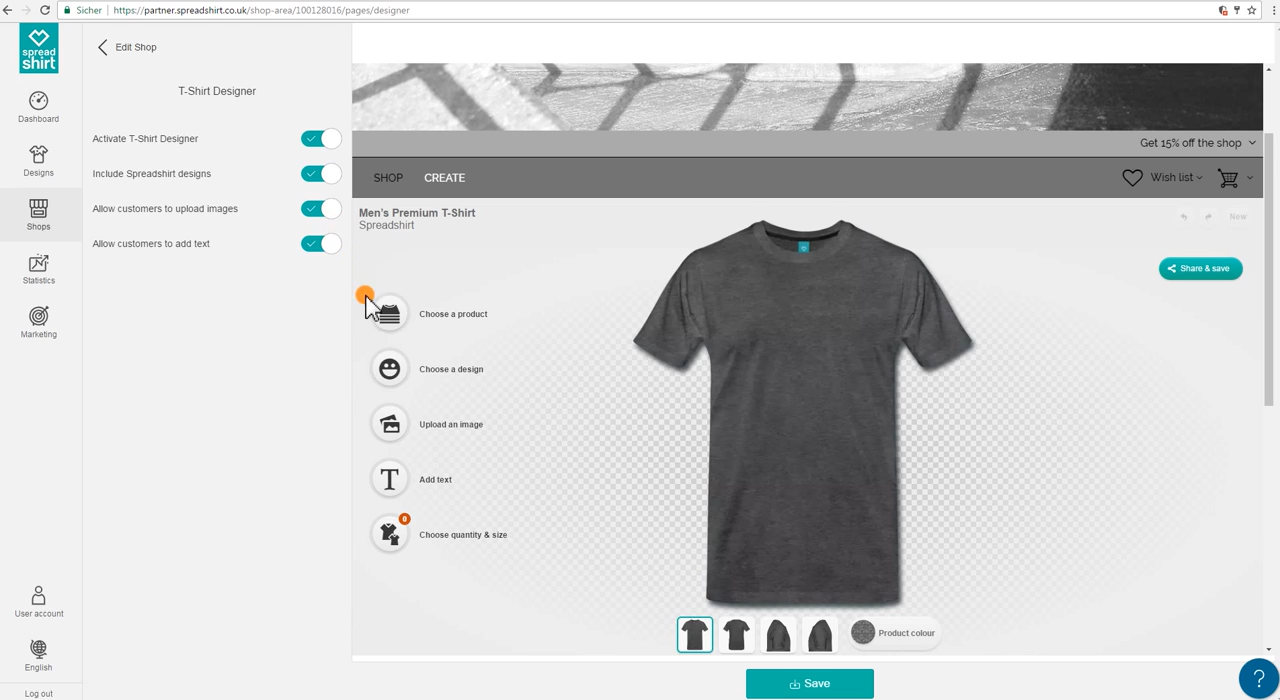 Sicher
https://partner.spreadshirt.co.uk/shop-area/100128016/pages/designer
spread
shirt
Dashboard
Designs
Shops
Statistics
Marketing
User account
English
Log out
Edit Shop
T-Shirt Designer
Activate T-Shirt Designer
Include Spreadshirt designs
Allow customers to upload images
Allow customers to add text
Get 15% off the shop
SHOP CREATE
Wish list
Men's Premium T-Shirt
Spreadshirt
New
Share & save
Choose a product
Choose a design
Upload an image
T Add text
0
Choose quantity & size
Product colour
Save
?